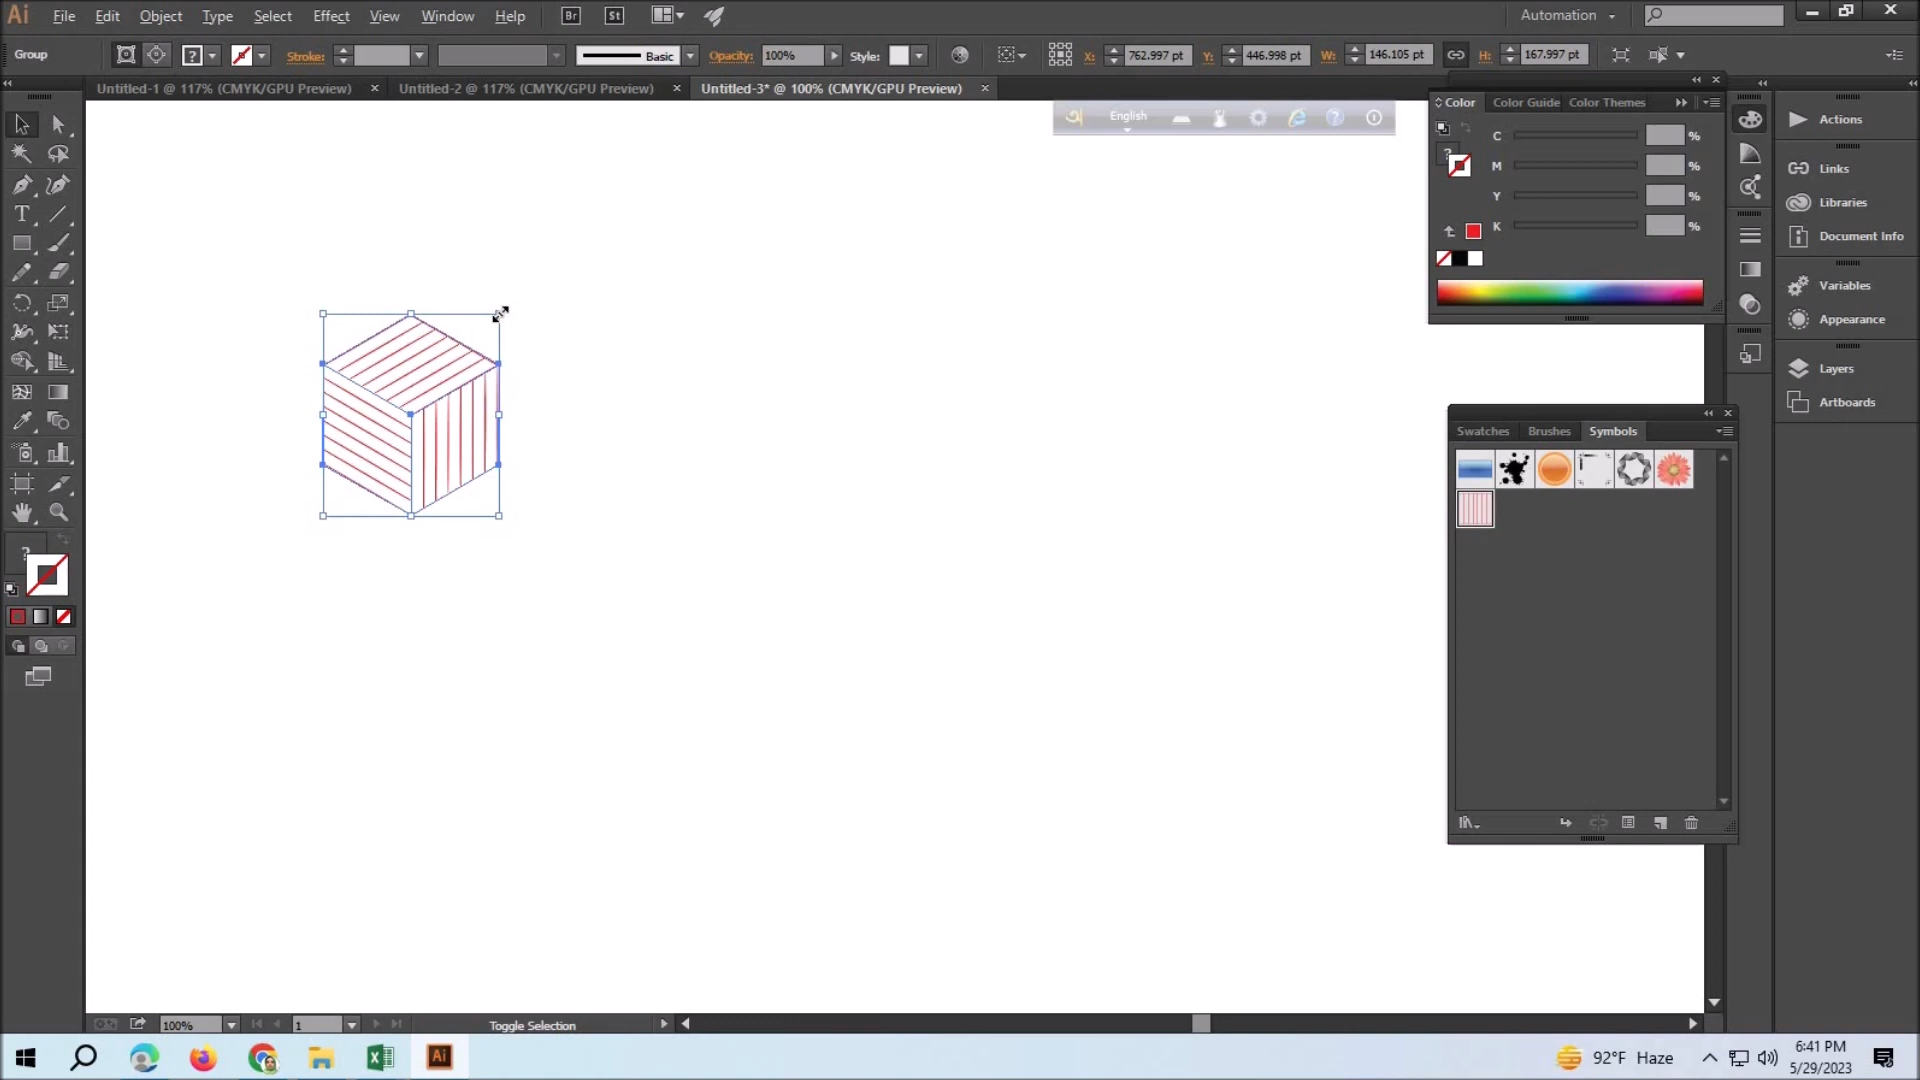 Ai File Edit Object Type Select Effect View Window Help Br St Automation
Group ? Stroke: Basic Opacity: 100% Style: X: 762.997 pt Y: 446.998 pt W: 146.105 pt H: 167.997 pt
Untitled-1 @ 117% (CMYK/GPU Preview) × Untitled-2 @ 117% (CMYK/GPU Preview) × Untitled-3* @ 100% (CMYK/GPU Preview) ×
English
Color Color Guide Color Themes
C %
M %
Y %
K %
Actions
Links
Libraries
Document Info
Variables
Appearance
Layers
Artboards
Swatches Brushes Symbols
100% 1 Toggle Selection
Ai 92°F Haze 6:41 PM
5/29/2023